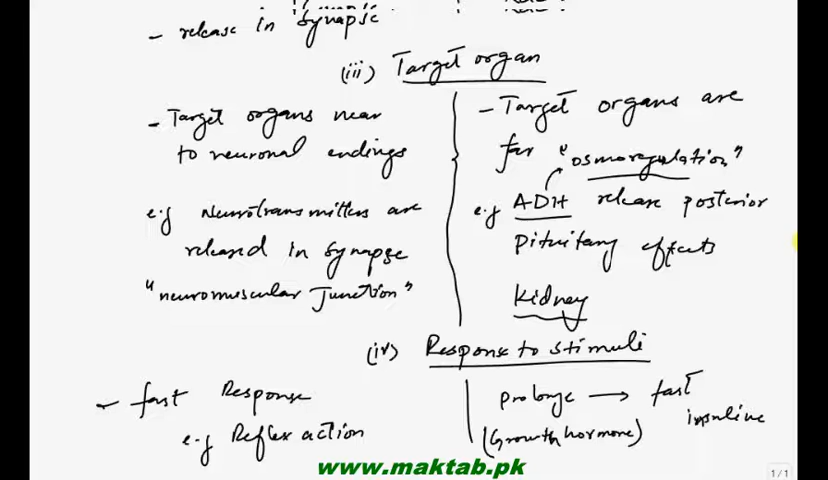 - release in Synapse
(iii) Target organ
- Target organs near
to neuronal endings
e.g Neurotransmitters are
released in synapse
"neuromuscular Junction"
- Target organs are
far "osmoregulation"
e.g ADH release posterior
pituitary effects
kidney
(iv) Response to stimuli
- fast Response
e.g Reflex action
prolonge → fast
insuline
(Growth hormone)
www.maktab.pk
1/1